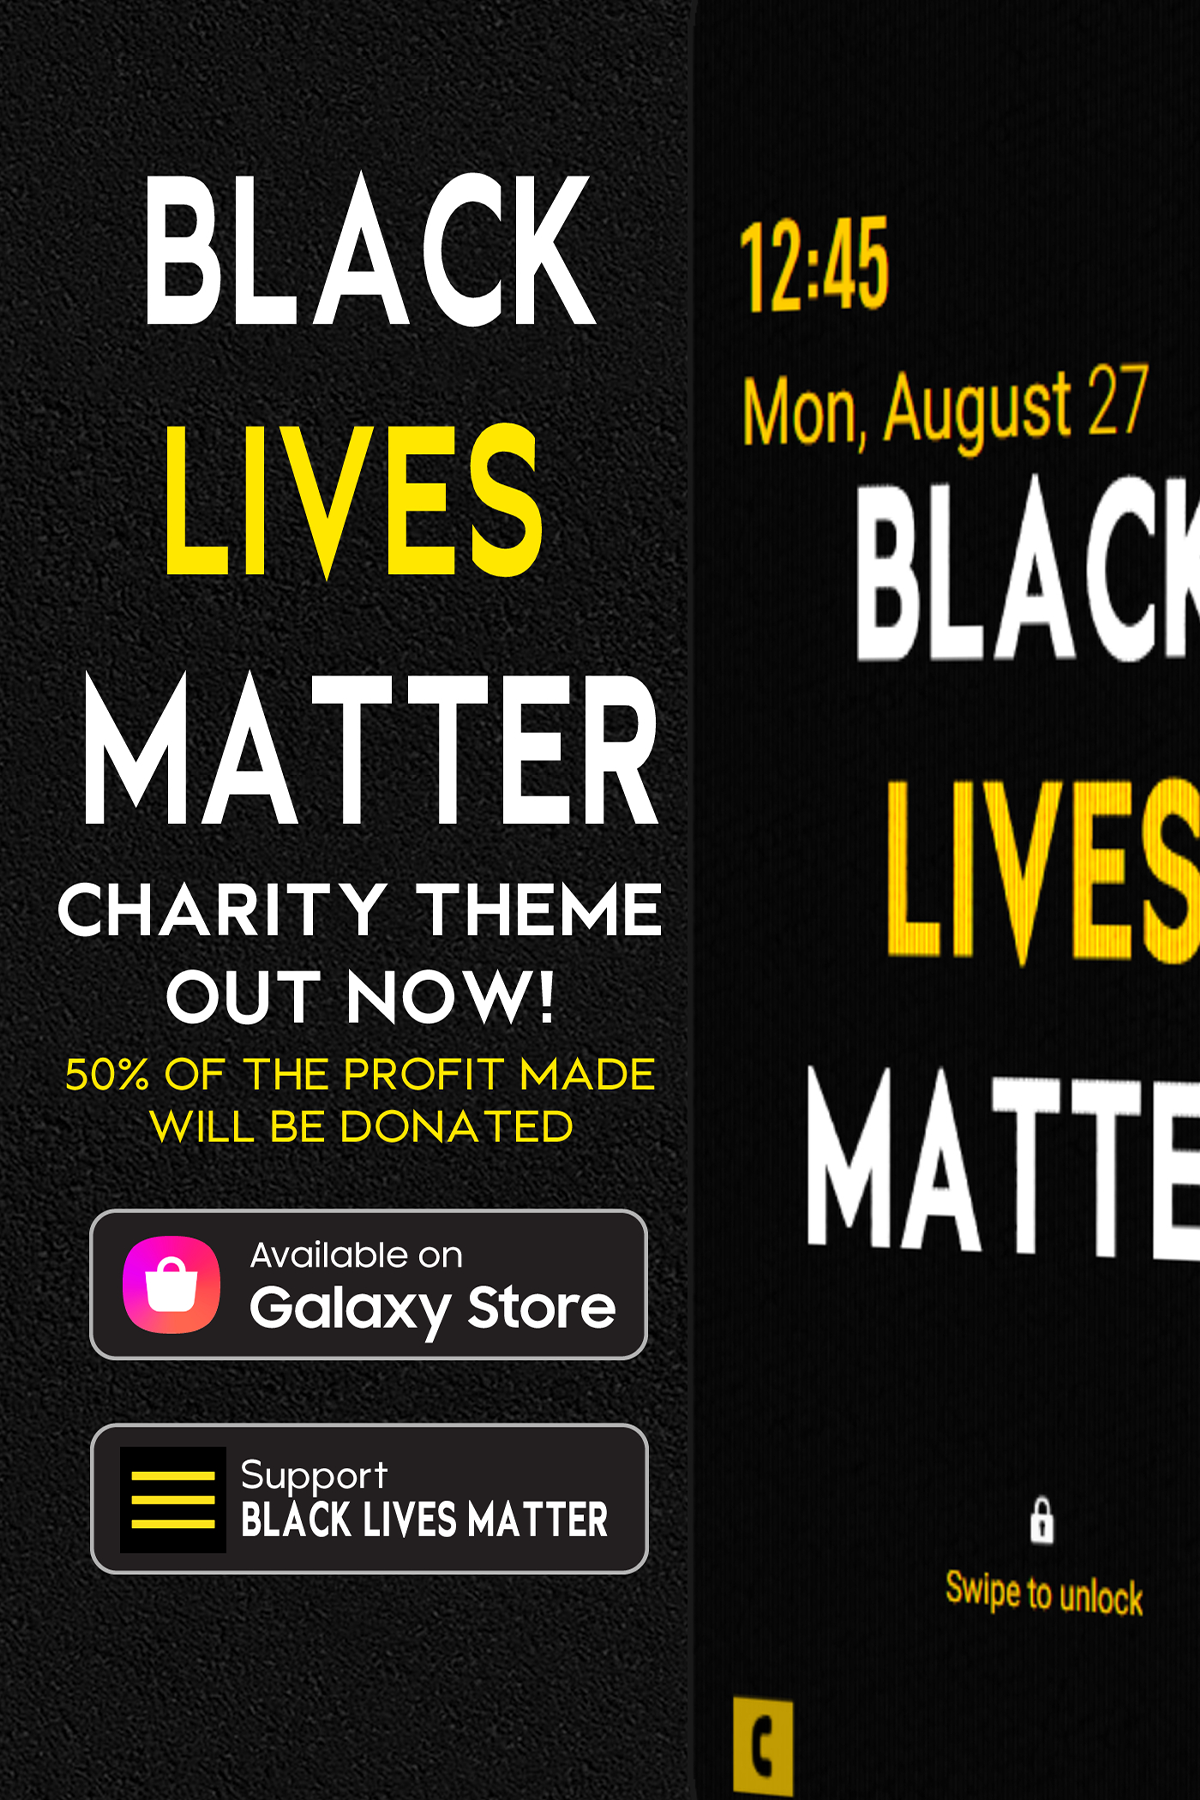 BLACK
LIVES
MATTER
CHARITY THEME
OUT NOW!
50% OF THE PROFIT MADE
WILL BE DONATED
Available on
Galaxy Store
Support
BLACK LIVES MATTER
12:45
Mon, August 27
BLACK
LIVES
MATTE
Swipe to unlock